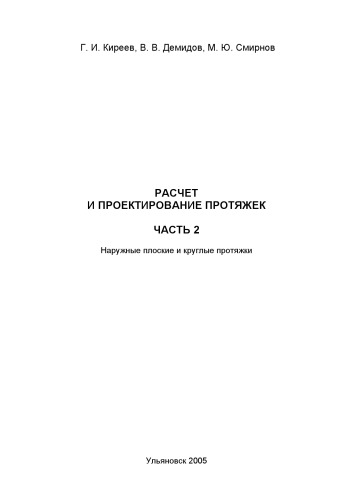 Г. И. Киреев, В. В. Демидов, М. Ю. Смирнов
РАСЧЕТ
И ПРОЕКТИРОВАНИЕ ПРОТЯЖЕК
ЧАСТЬ 2
Наружные плоские и круглые протяжки
Ульяновск 2005